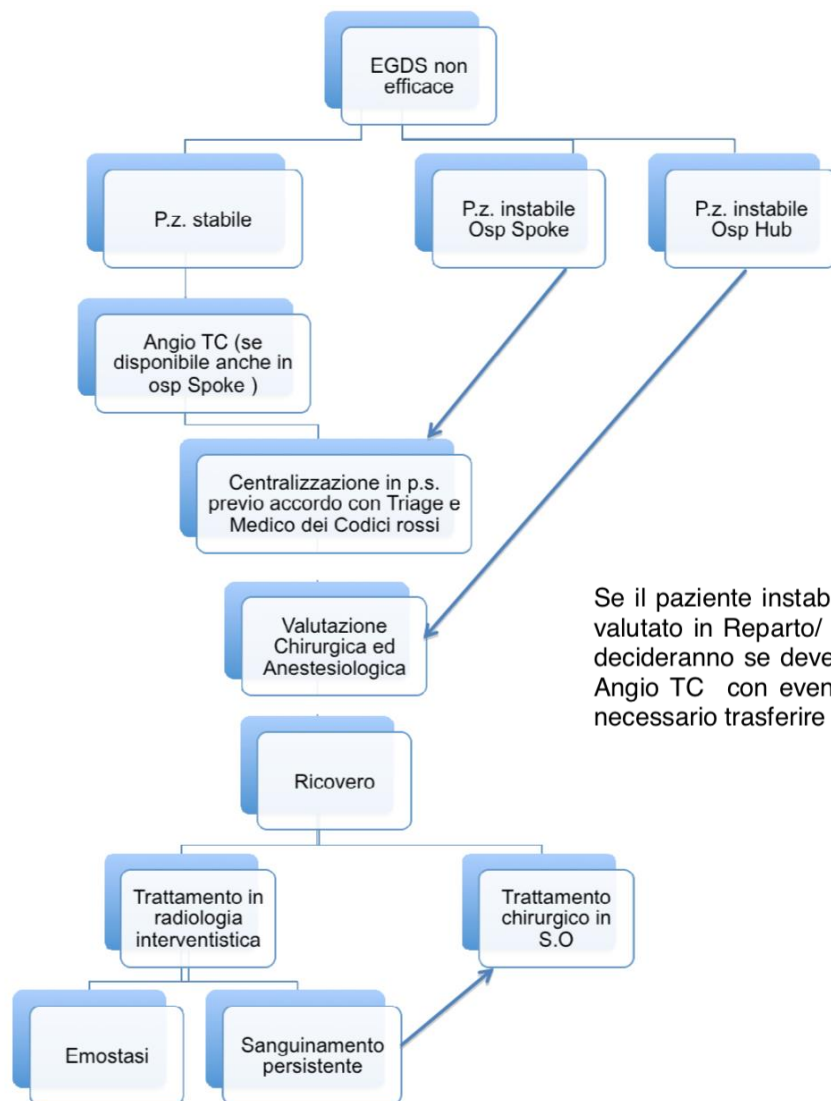 EGDS non
efficace
P.z. stabile
P.z. instabile
Osp Spoke
P.z. instabile
Osp Hub
Angio TC (se
disponibile anche in
osp Spoke )
Centralizzazione in p.s.
previo accordo con Triage e
Medico dei Codici rossi
Valutazione
Chirurgica ed
Anestesiologica
Se il paziente instab
valutato in Reparto/
decideranno se deve
Angio TC con even
necessario trasferire
Ricovero
Trattamento in
radiologia
interventistica
Trattamento
chirurgico in
S.O
Emostasi
Sanguinamento
persistente